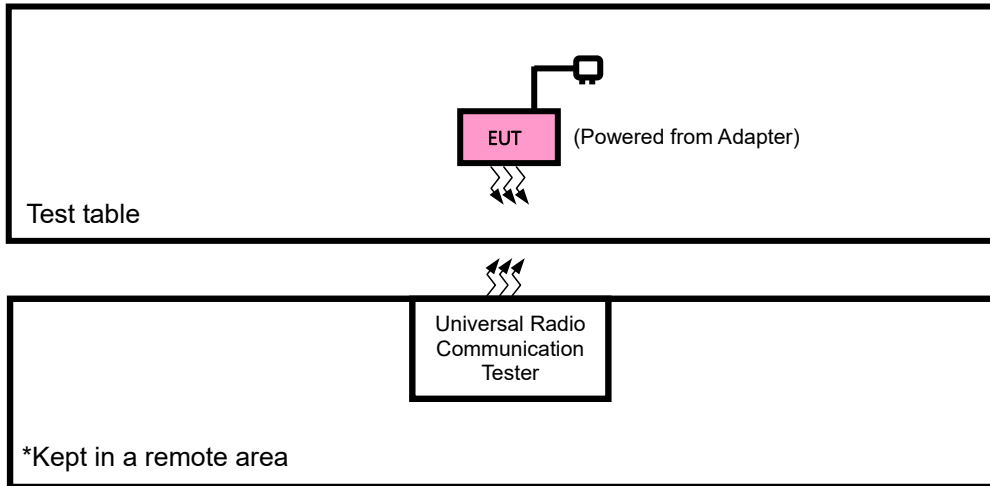 EUT
(Powered from Adapter)
Test table
Universal Radio
Communication
Tester
*Kept in a remote area